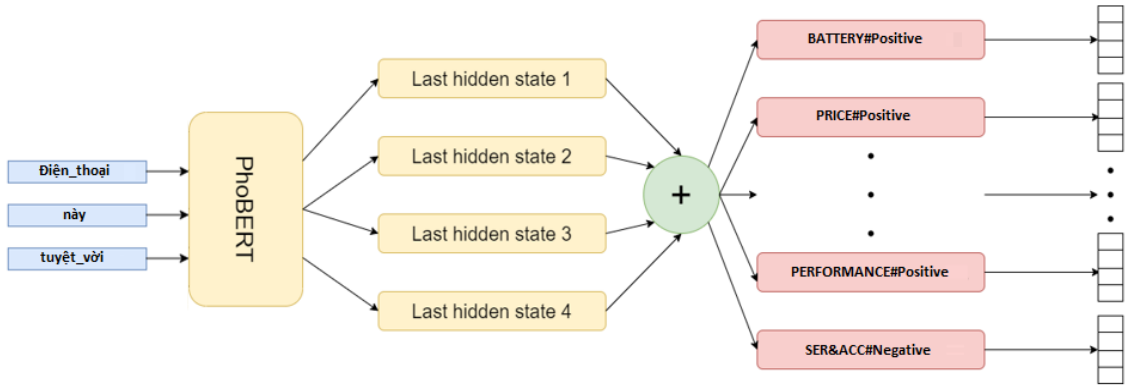 Điện_thoại
này
tuyệt_vời
PhoBERT
Last hidden state 1
Last hidden state 2
Last hidden state 3
Last hidden state 4
+
BATTERY#Positive
PRICE#Positive
PERFORMANCE#Positive
SER&ACC#Negative